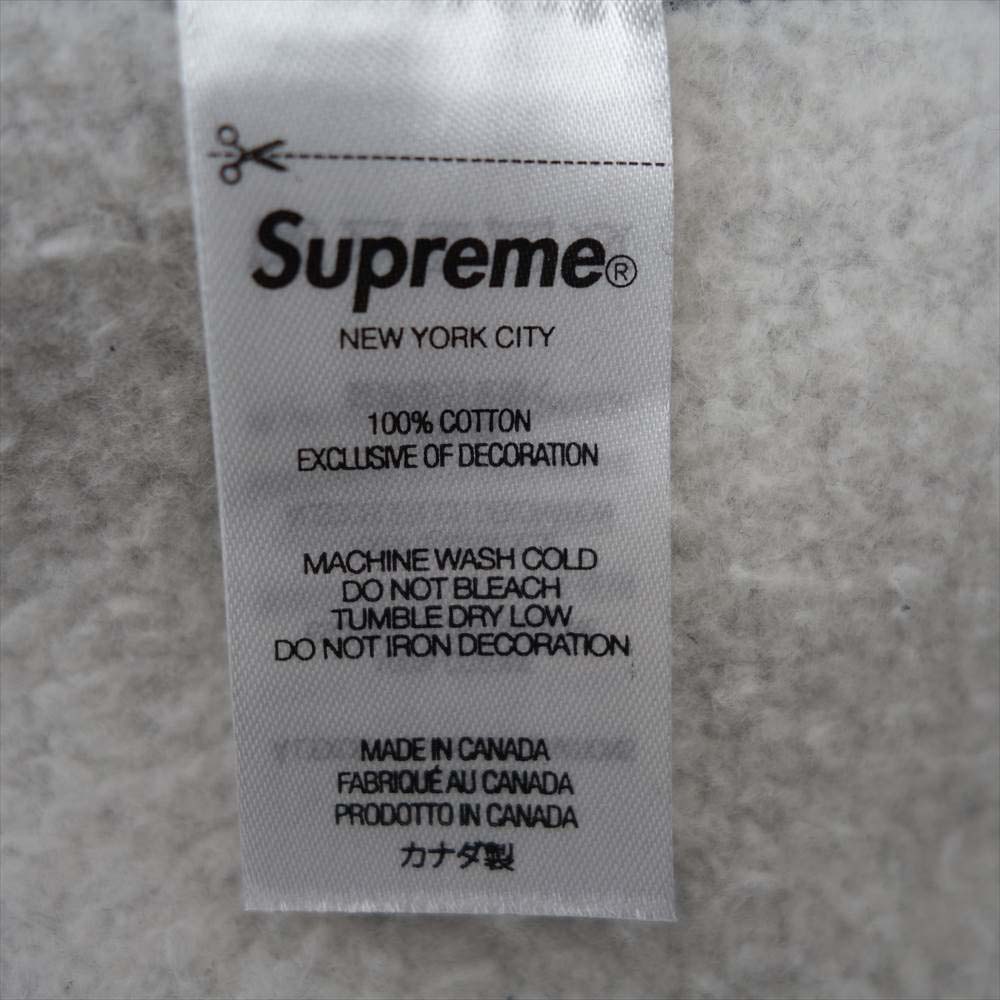 Supreme®
NEW YORK CITY
100% COTTON
EXCLUSIVE OF DECORATION
MACHINE WASH COLD
DO NOT BLEACH
TUMBLE DRY LOW
DO NOT IRON DECORATION
MADE IN CANADA
FABRIQUÉ AU CANADA
PRODOTTO IN CANADA
カナダ製